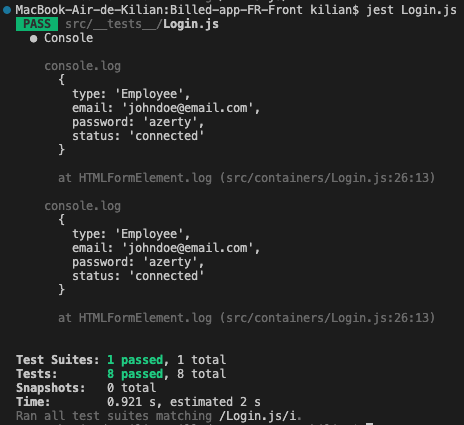 MacBook-Air-de-Kilian:Billed-app-FR-Front kilian$ jest Login.js
PASS src/__tests__/Login.js
● Console
console.log
{
type: 'Employee',
email: 'johndoe@email.com',
password: 'azerty',
status: 'connected'
}
at HTMLFormElement.log (src/containers/Login.js:26:13)
console.log
{
type: 'Employee',
email: 'johndoe@email.com',
password: 'azerty',
status: 'connected'
}
at HTMLFormElement.log (src/containers/Login.js:26:13)
Test Suites: 1 passed, 1 total
Tests: 8 passed, 8 total
Snapshots: 0 total
Time: 0.921 s, estimated 2 s
Ran all test suites matching /Login.js/i.